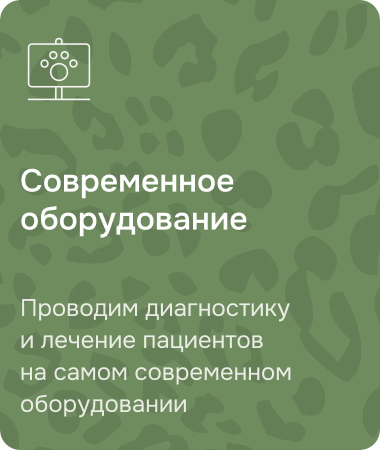 Современное
оборудование
Проводим диагностику
и лечение пациентов
на самом современном
оборудовании